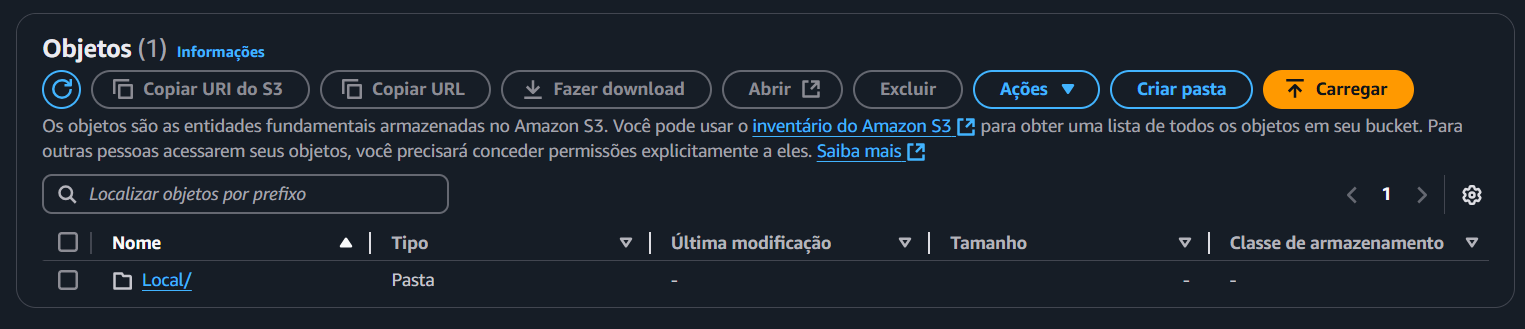 Objetos (1) Informações
Copiar URI do S3 Copiar URL Fazer download Abrir Excluir Ações Criar pasta Carregar
Os objetos são as entidades fundamentais armazenadas no Amazon S3. Você pode usar o inventário do Amazon S3 para obter uma lista de todos os objetos em seu bucket. Para
outras pessoas acessarem seus objetos, você precisará conceder permissões explicitamente a eles. Saiba mais
Localizar objetos por prefixo 1
Nome Tipo Última modificação Tamanho Classe de armazenamento
Local/ Pasta - - -